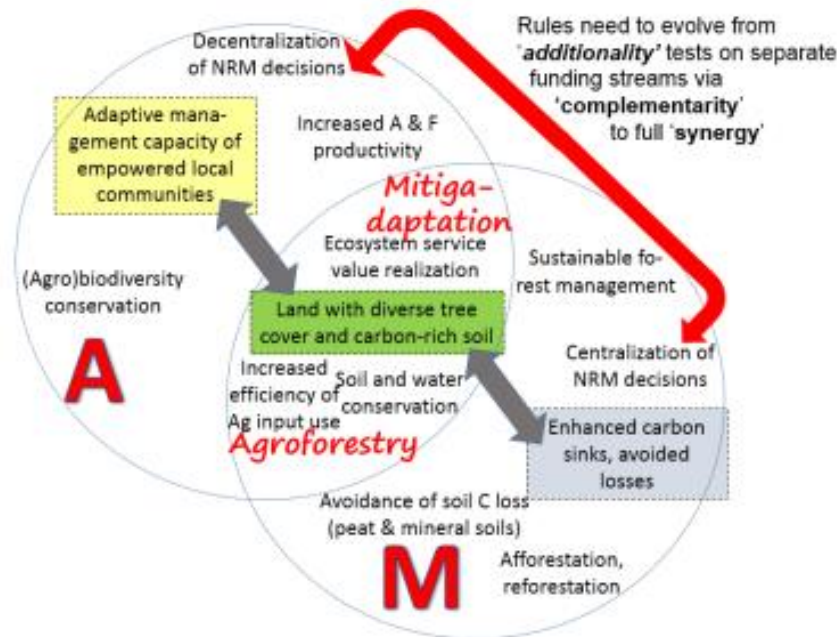 Rules need to evolve from
‘additionality’ tests on separate
funding streams via
‘complementarity’
to full ‘synergy’
Decentralization
of NRM decisions
Adaptive mana-
gement capacity of
empowered local
communities
Increased A & F
productivity
Mitiga-
daptation
Ecosystem service
value realization
Sustainable fo-
rest management
(Agro)biodiversity
conservation
Land with diverse tree
cover and carbon-rich soil
A
Centralization of
NRM decisions
Increased
efficiency of
Ag input use
Soil and water
conservation
Agroforestry
Enhanced carbon
sinks, avoided
losses
Avoidance of soil C loss
(peat & mineral soils)
M
Afforestation,
reforestation